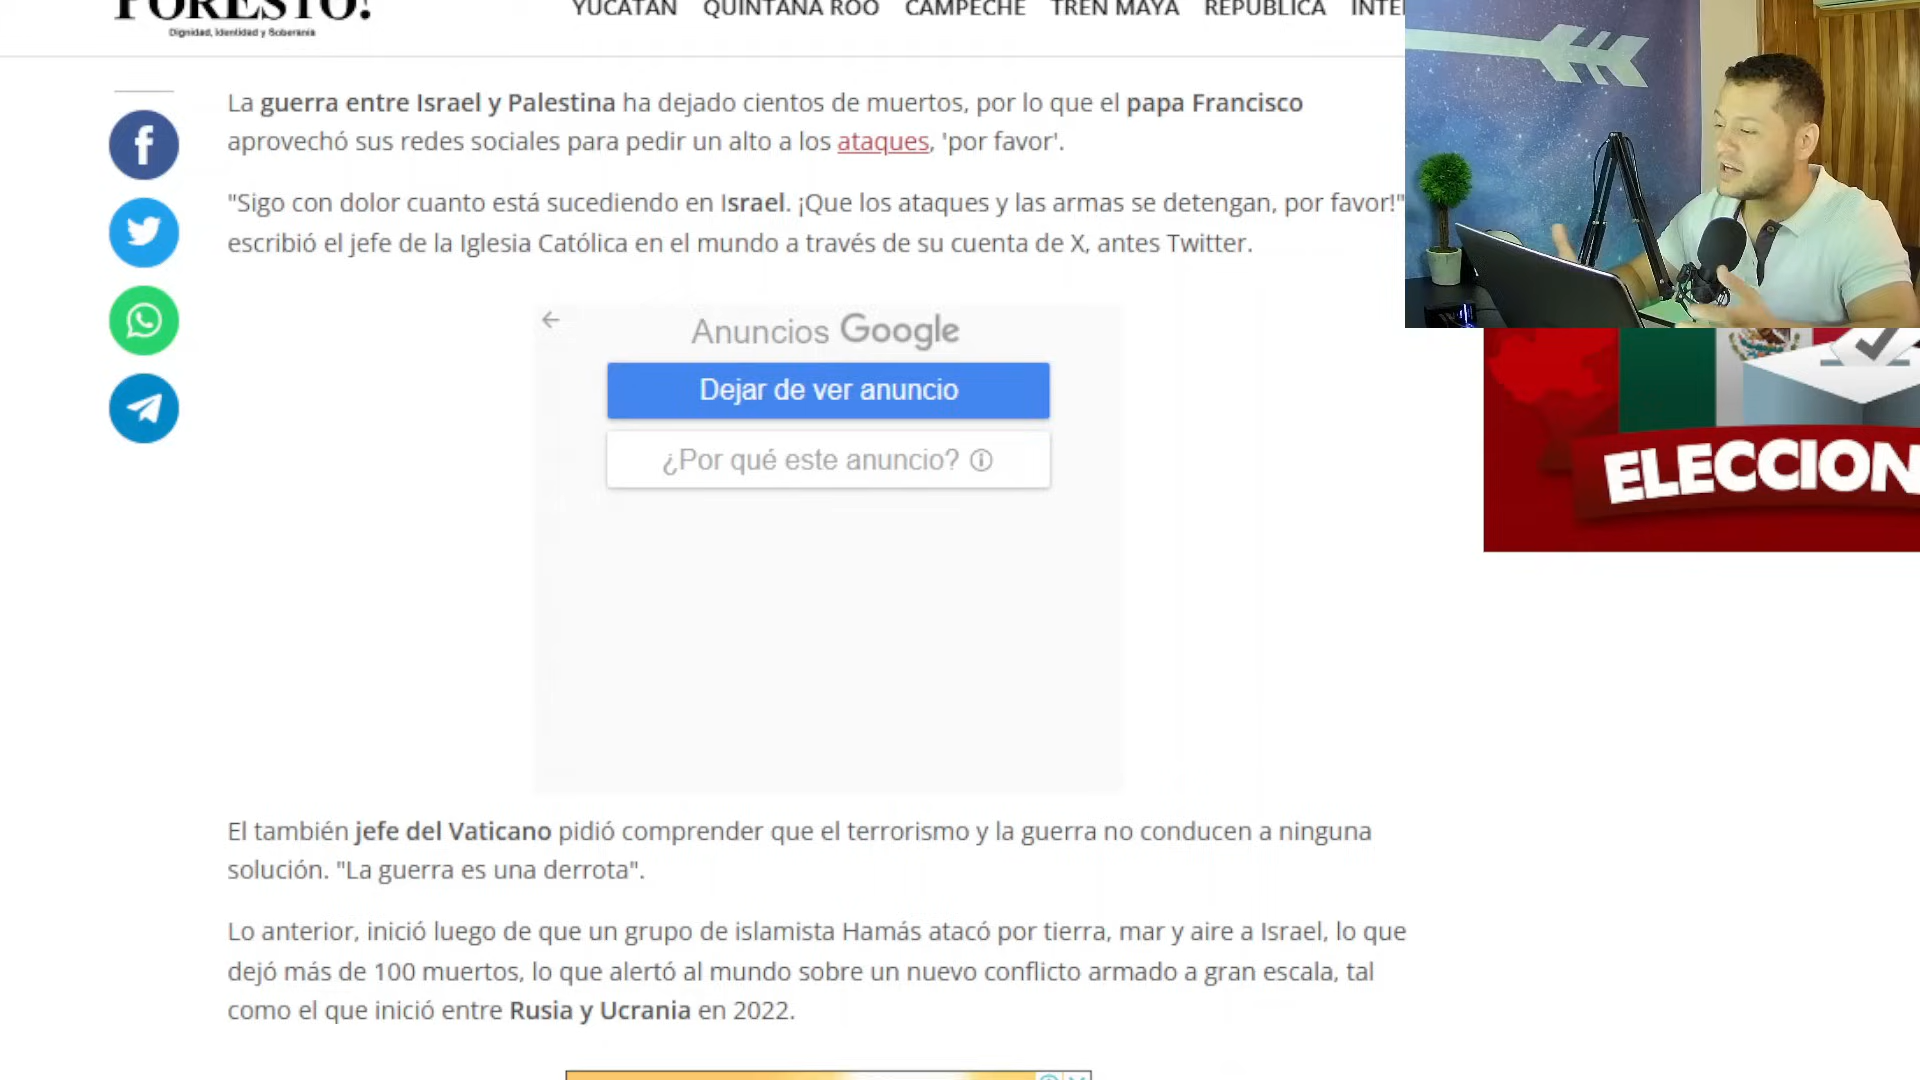 PORESTO!
Dignidad, Identidad y Soberanía
YUCATÁN QUINTANA ROO CAMPECHE TREN MAYA REPÚBLICA
La guerra entre Israel y Palestina ha dejado cientos de muertos, por lo que el papa Francisco
aprovechó sus redes sociales para pedir un alto a los ataques, 'por favor'.
"Sigo con dolor cuanto está sucediendo en Israel. ¡Que los ataques y las armas se detengan, por favor!"
escribió el jefe de la Iglesia Católica en el mundo a través de su cuenta de X, antes Twitter.
Anuncios Google
Dejar de ver anuncio
¿Por qué este anuncio?
ELECCION
El también jefe del Vaticano pidió comprender que el terrorismo y la guerra no conducen a ninguna
solución. "La guerra es una derrota".
Lo anterior, inició luego de que un grupo de islamista Hamás atacó por tierra, mar y aire a Israel, lo que
dejó más de 100 muertos, lo que alertó al mundo sobre un nuevo conflicto armado a gran escala, tal
como el que inició entre Rusia y Ucrania en 2022.